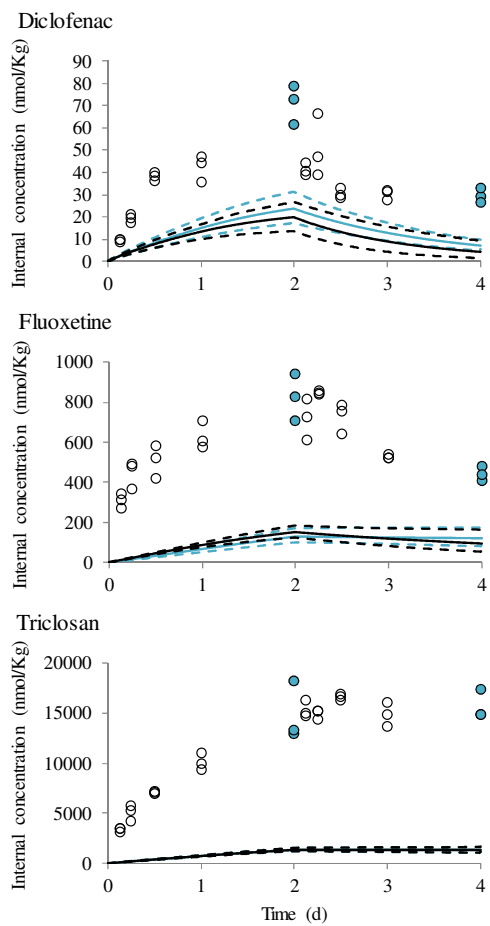 Diclofenac
Internal concentration (nmol/Kg)
90
80
70
60
50
40
30
20
10
0
0 1 2 3 4
Fluoxetine
Internal concentration (nmol/Kg)
1000
800
600
400
200
0
0 1 2 3 4
Triclosan
Internal concentration (nmol/Kg)
20000
15000
10000
5000
0
0 1 2 3 4
Time (d)